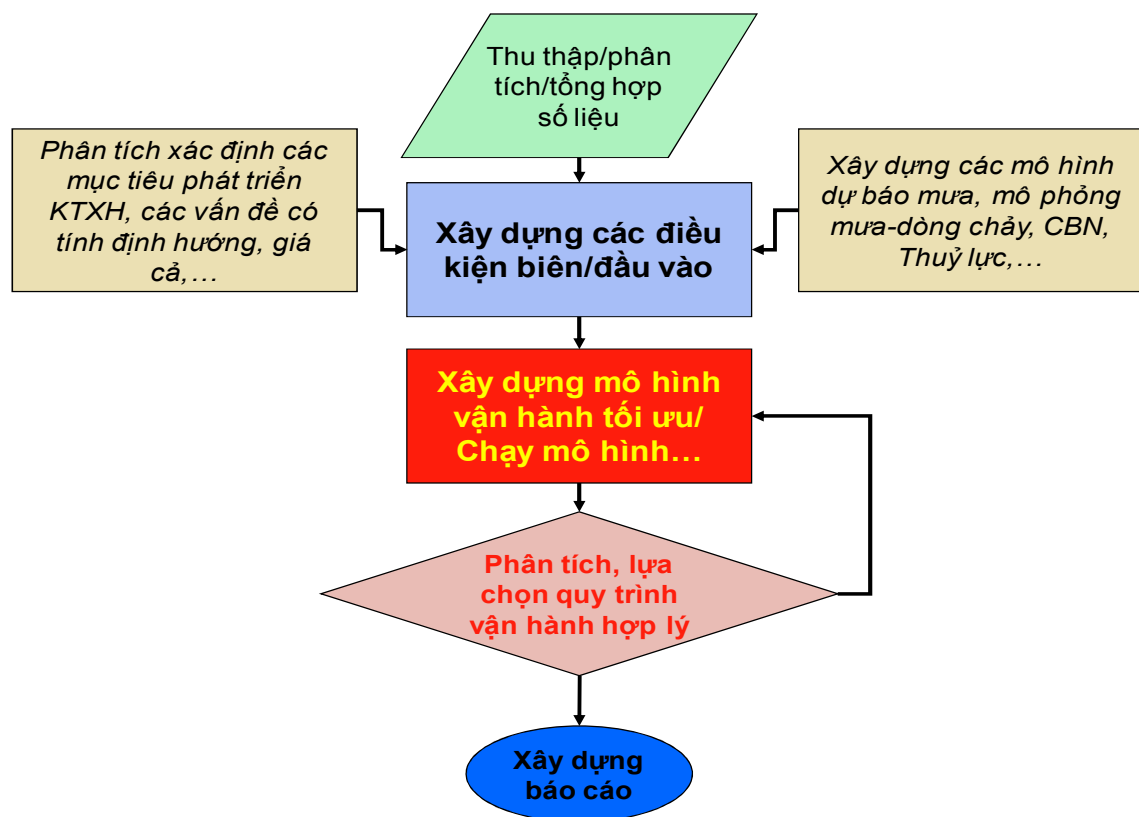 Thu thập/phân
tích/tổng hợp
số liệu
Phân tích xác định các
mục tiêu phát triển
KTXH, các vấn đề có
tính định hướng, giá
cả,…
Xây dựng các điều
kiện biên/đầu vào
Xây dựng các mô hình
dự báo mưa, mô phỏng
mưa-dòng chảy, CBN,
Thuỷ lực,…
Xây dựng mô hình
vận hành tối ưu/
Chạy mô hình…
Phân tích, lựa
chọn quy trình
vận hành hợp lý
Xây dựng
báo cáo